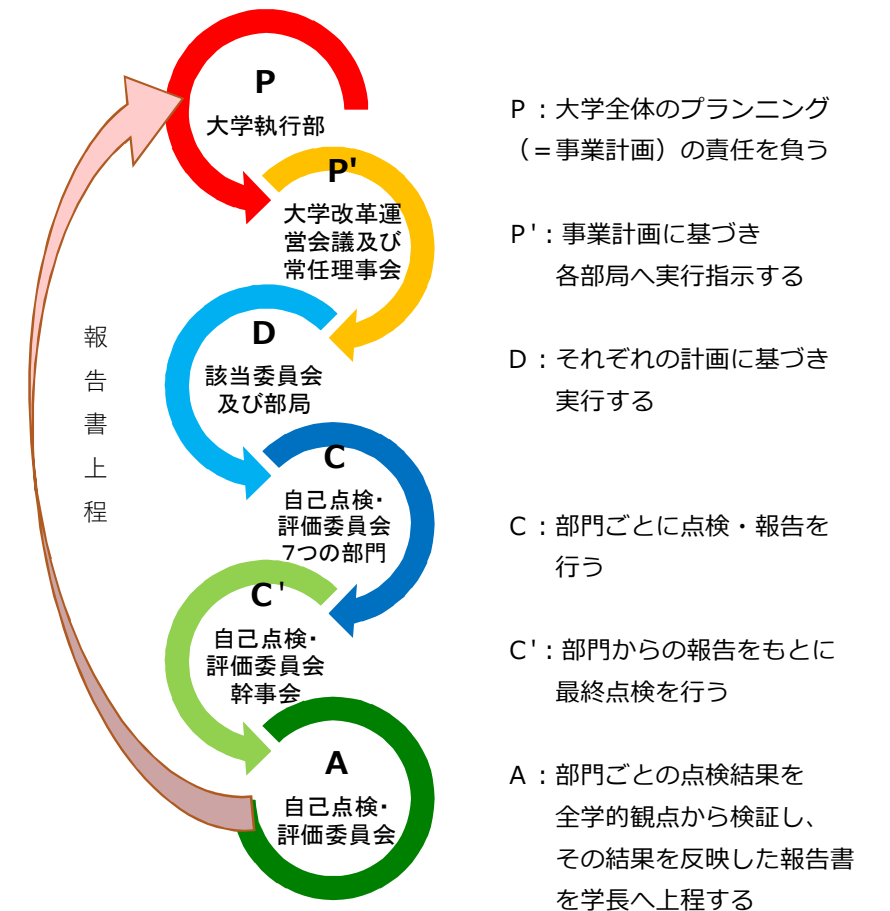 P
大学執行部
P'
大学改革運
営会議及び
常任理事会
D
該当委員会
及び部局
C
自己点検・
評価委員会
7つの部門
C'
自己点検・
評価委員会
幹事会
A
自己点検・
評価委員会
報告書上程
P：大学全体のプランニング
（＝事業計画）の責任を負う
P'：事業計画に基づき
各部局へ実行指示する
D：それぞれの計画に基づき
実行する
C：部門ごとに点検・報告を
行う
C'：部門からの報告をもとに
最終点検を行う
A：部門ごとの点検結果を
全学的観点から検証し、
その結果を反映した報告書
を学長へ上程する